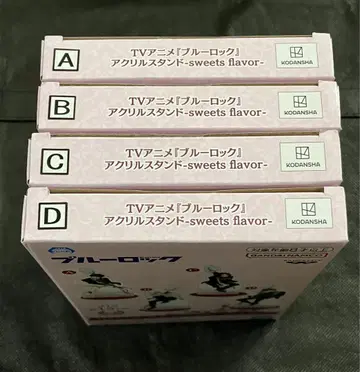 A
TVアニメ『ブルーロック』
アクリルスタンド-sweets flavor-
KODANSHA
B
TVアニメ『ブルーロック』
アクリルスタンド-sweets flavor-
KODANSHA
C
TVアニメ『ブルーロック』
アクリルスタンド-sweets flavor-
KODANSHA
D
TVアニメ『ブルーロック』
アクリルスタンド-sweets flavor-
KODANSHA
ブルーロック
BANDAI NAMCO